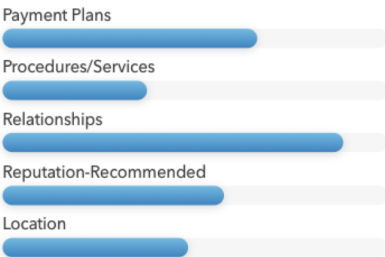 Payment Plans
Procedures/Services
Relationships
Reputation-Recommended
Location